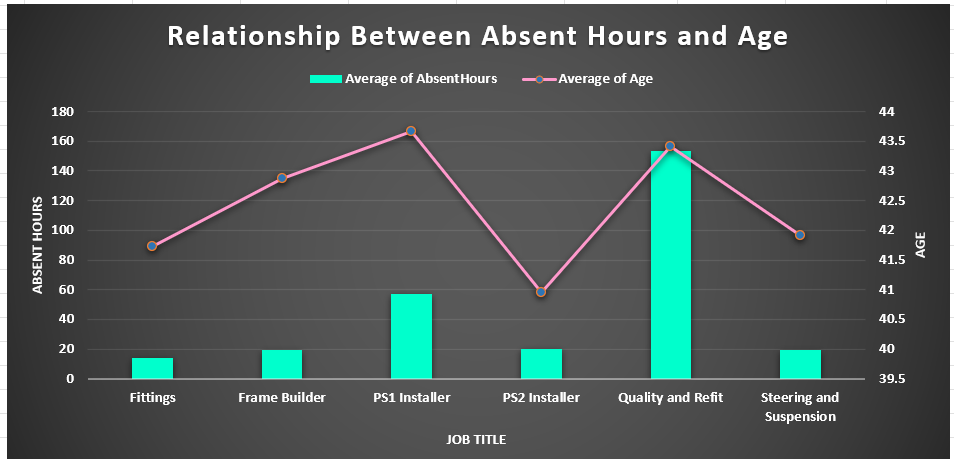 Relationship Between Absent Hours and Age
Average of AbsentHours
Average of Age
ABSENT HOURS
180
160
140
120
100
80
60
40
20
0
44
43.5
43
42.5
42
41.5
41
40.5
40
39.5
AGE
Fittings
Frame Builder
PS1 Installer
PS2 Installer
Quality and Refit
Steering and
Suspension
JOB TITLE